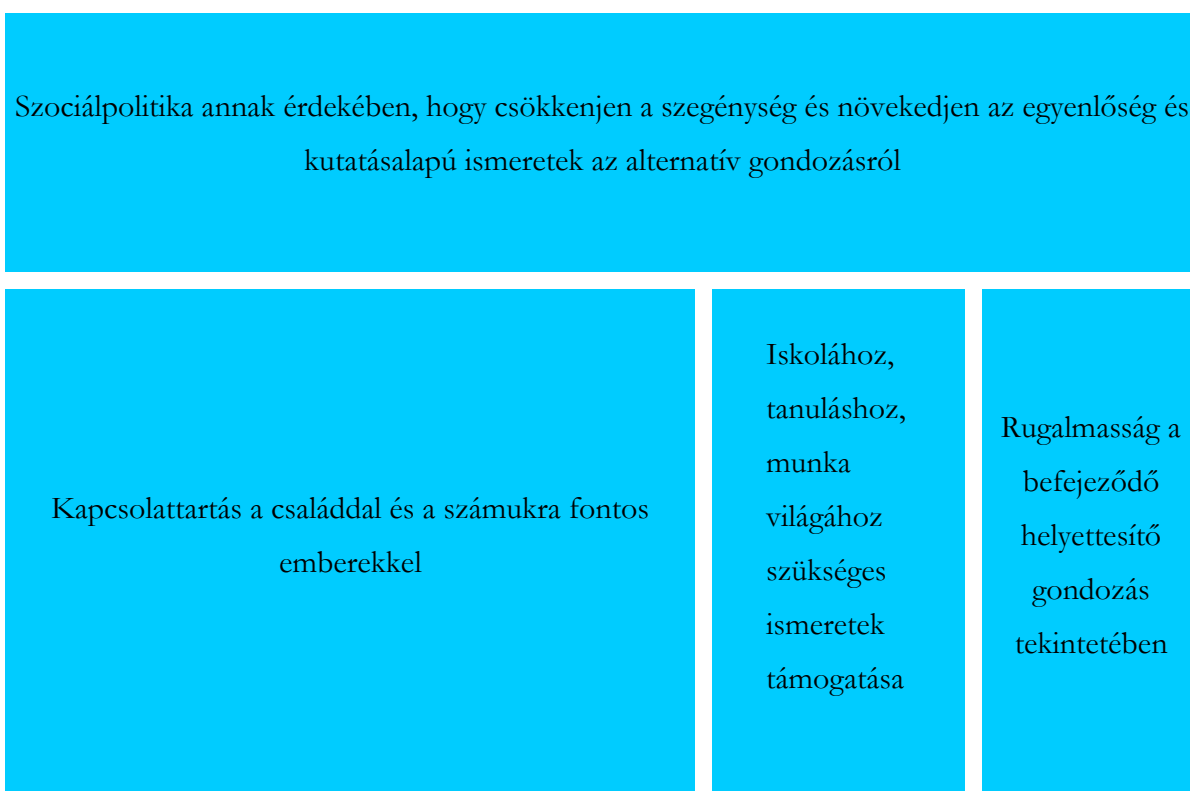 Szociálpolitika annak érdekében, hogy csökkenjen a szegénység és növekedjen az egyenlőség és
kutatásalapú ismeretek az alternatív gondozásról
Kapcsolattartás a családdal és a számukra fontos
emberekkel
Iskolához,
tanuláshoz,
munka
világához
szükséges
ismeretek
támogatása
Rugalmasság a
befejeződő
helyettesítő
gondozás
tekintetében